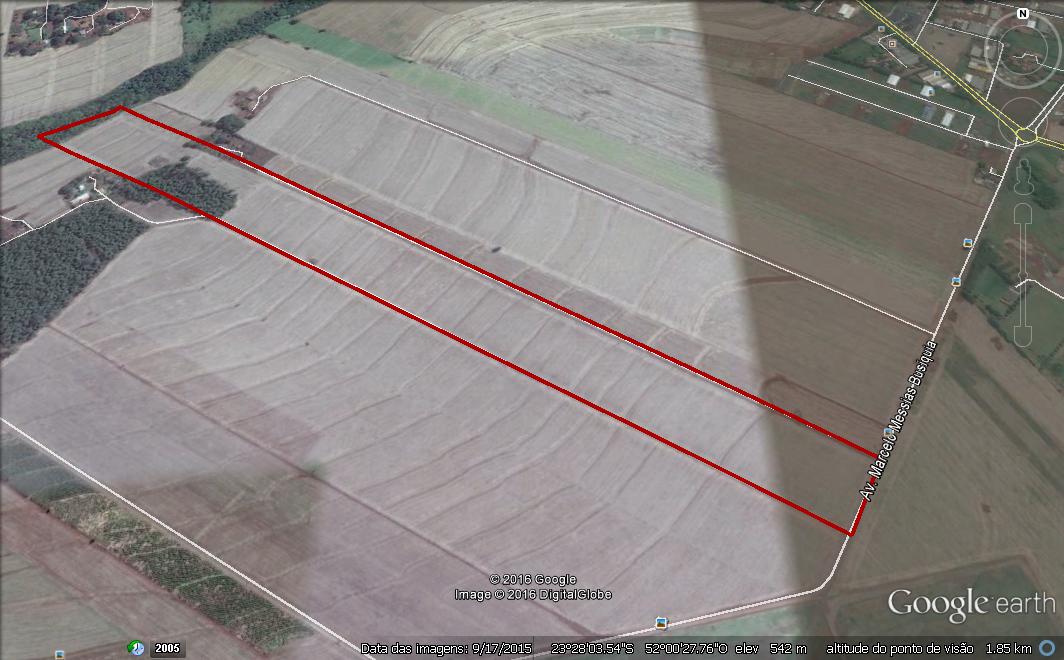 N
Av. Marcelo Messias Busiquia
© 2016 Google
Image © 2016 DigitalGlobe
Google earth
2005
Data das imagens: 9/17/2015 23°28'03.54"S 52°00'27.76"O elev 542 m altitude do ponto de visão 1.85 km